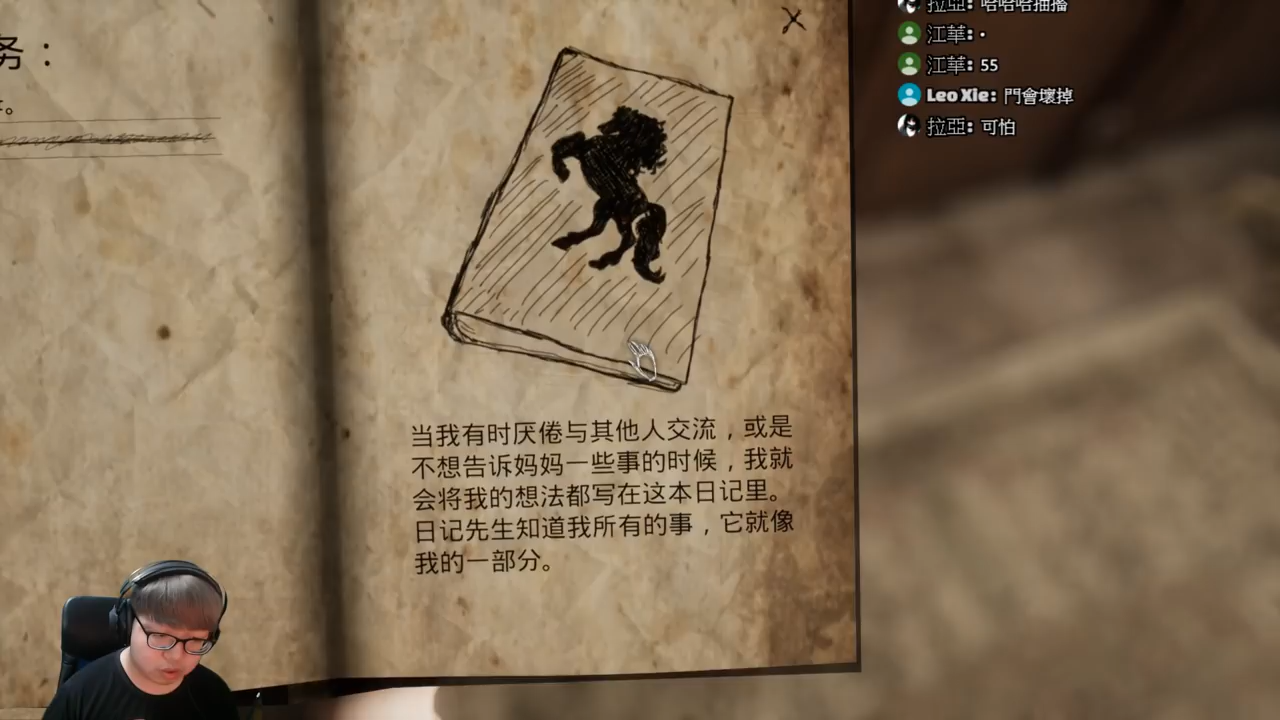 务：
。
当我有时厌倦与其他人交流，或是
不想告诉妈妈一些事的时候，我就
会将我的想法都写在这本日记里。
日记先生知道我所有的事，它就像
我的一部分。
拉亞: 哈哈哈抽搐
江華: ·
江華: 55
Leo Xie: 門會壞掉
拉亞: 可怕